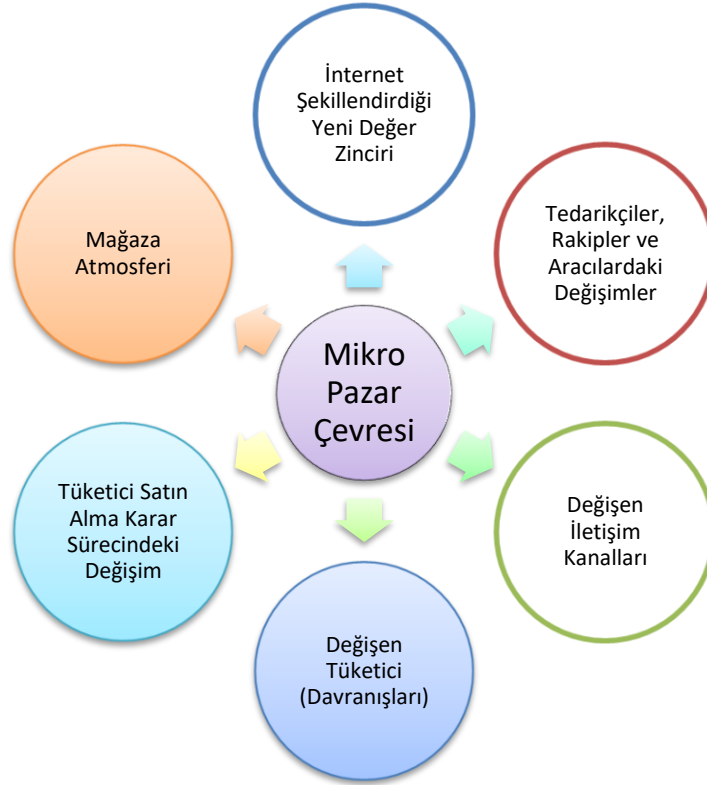 İnternet
Şekillendirdiği
Yeni Değer
Zinciri
Tedarikçiler,
Rakipler ve
Aracılardaki
Değişimler
Değişen
İletişim
Kanalları
Değişen
Tüketici
(Davranışları)
Tüketici Satın
Alma Karar
Sürecindeki
Değişim
Mağaza
Atmosferi
Mikro
Pazar
Çevresi